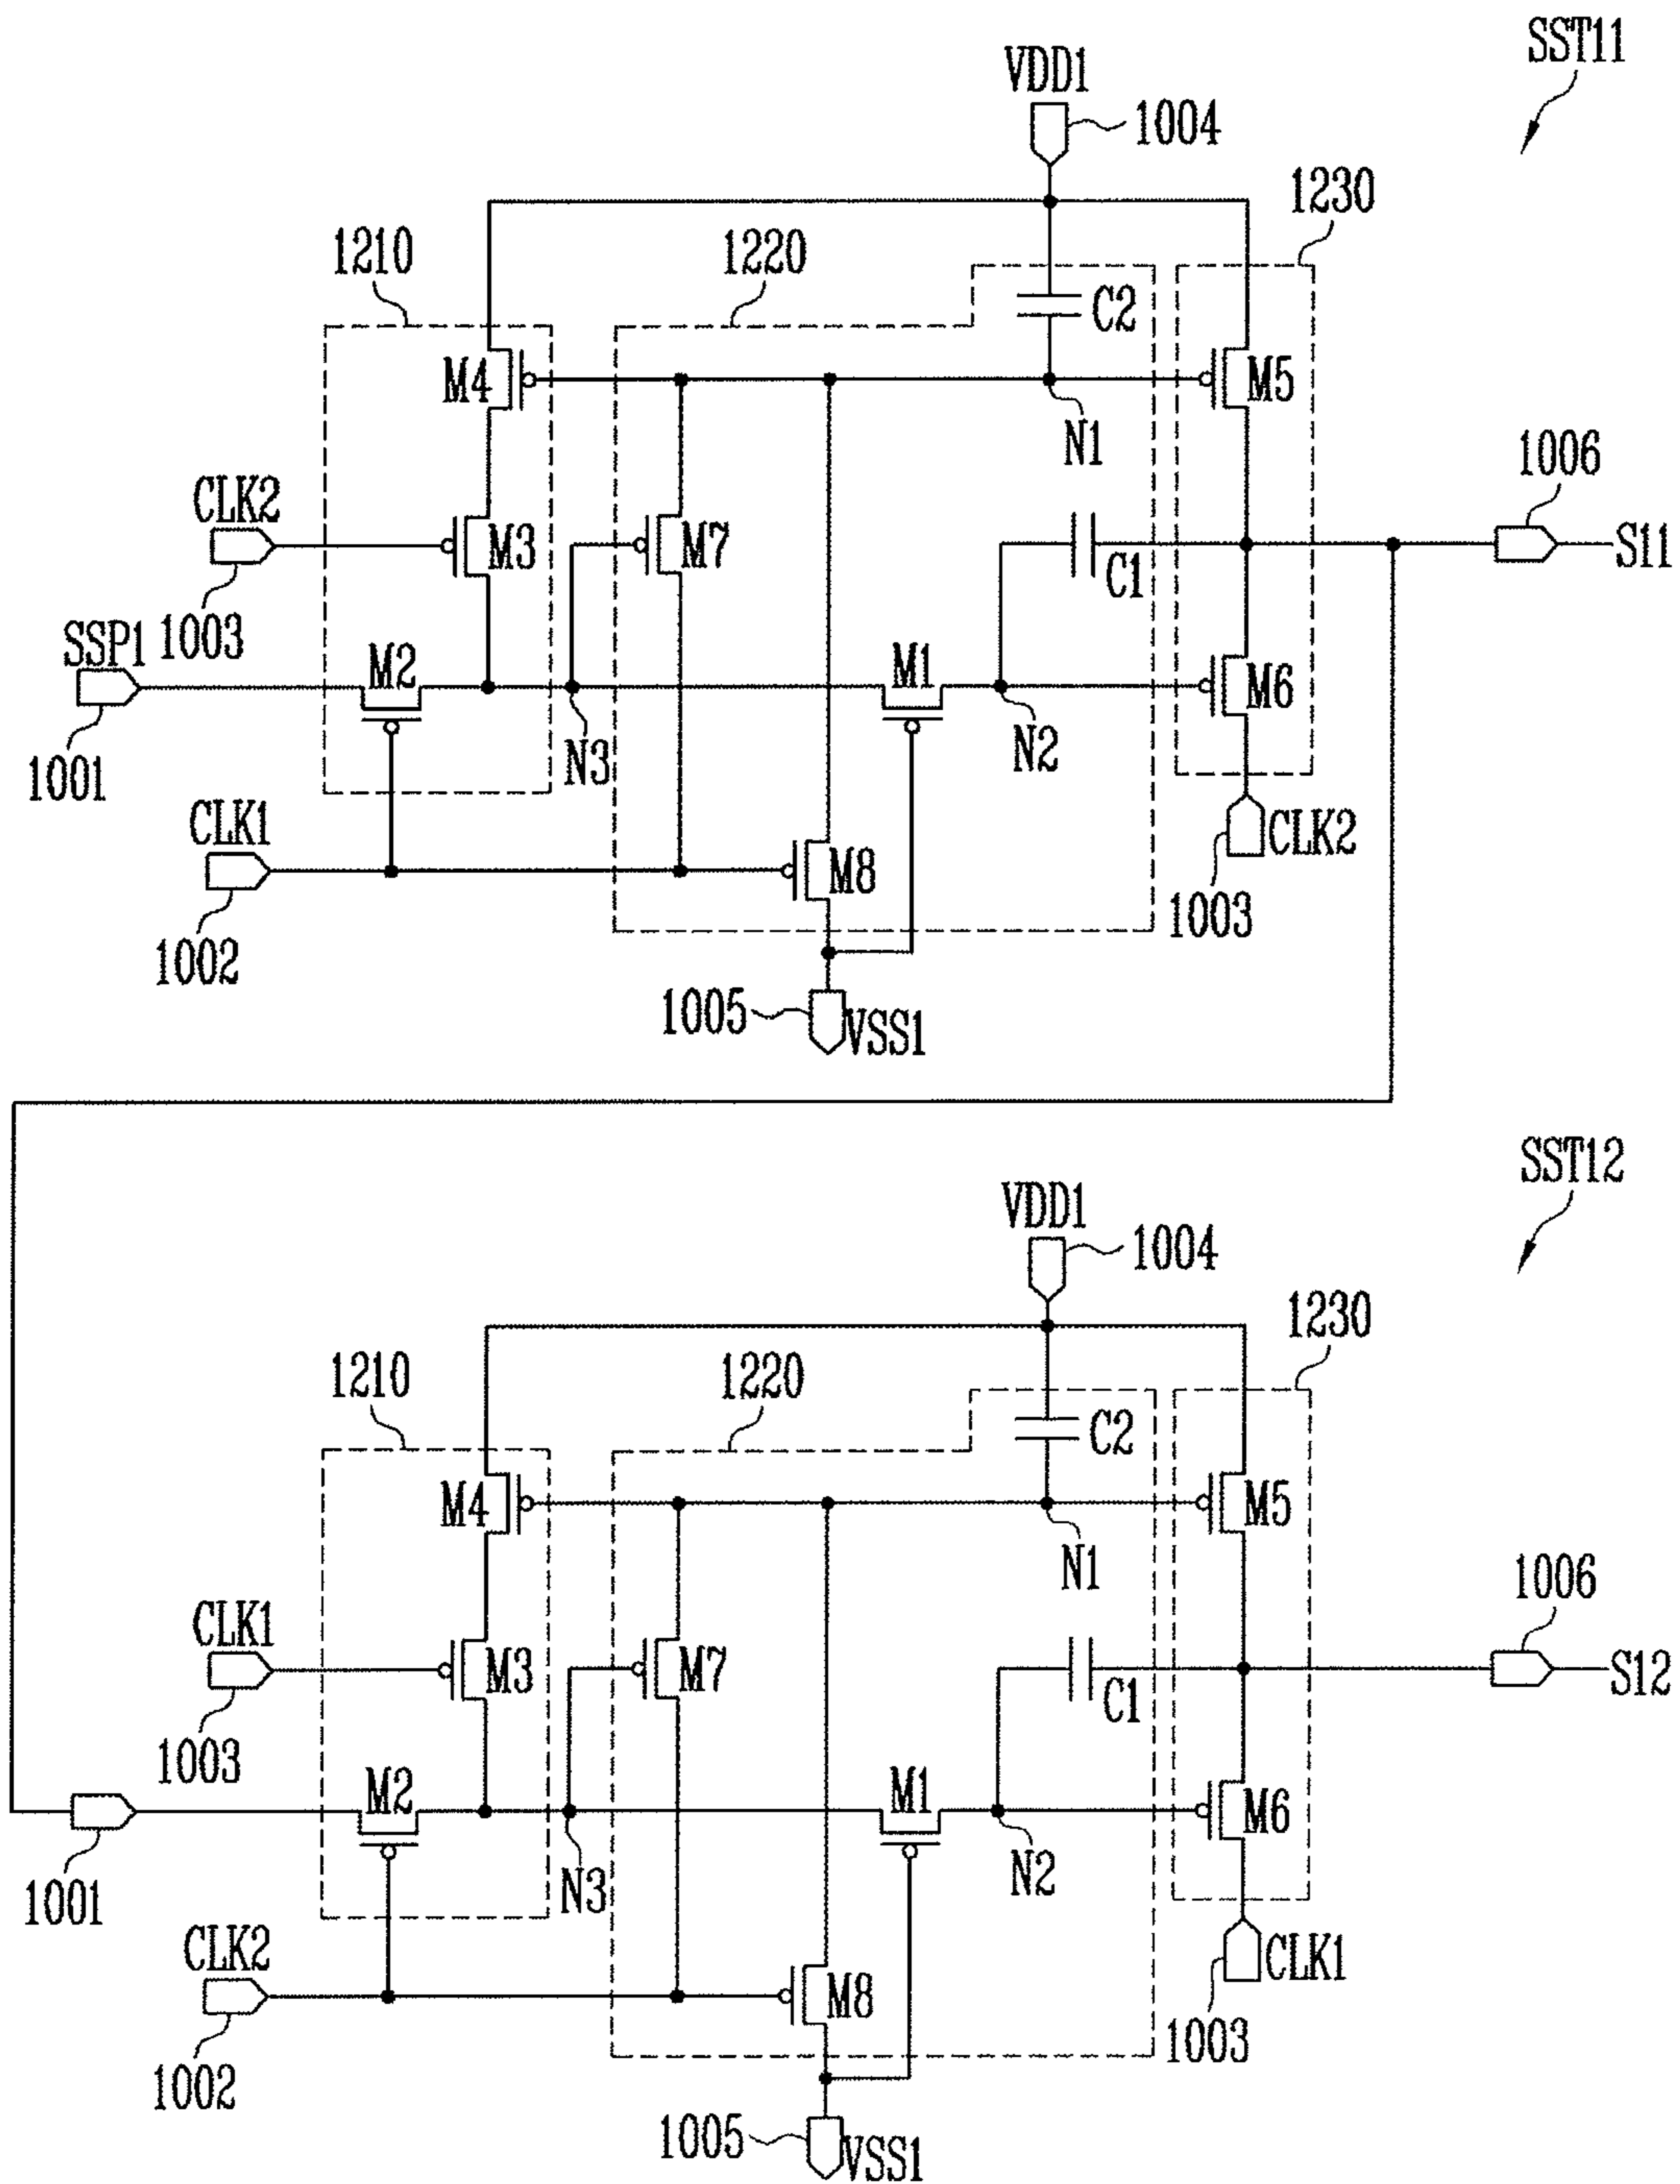 SST11
VDD1
1004
1230
1210
1220
C2
M4
M5
N1
1006
CLK2
M3
M7
C1
S11
1003
SSP1
M2
M1
M6
N3
N2
1001
CLK1
M8
CLK2
1003
1002
1005
VSS1
SST12
VDD1
1004
1230
1210
1220
C2
M4
M5
N1
1006
CLK1
M3
M7
C1
S12
1003
M2
M1
M6
N3
N2
1001
CLK2
M8
CLK1
1003
1002
1005
VSS1